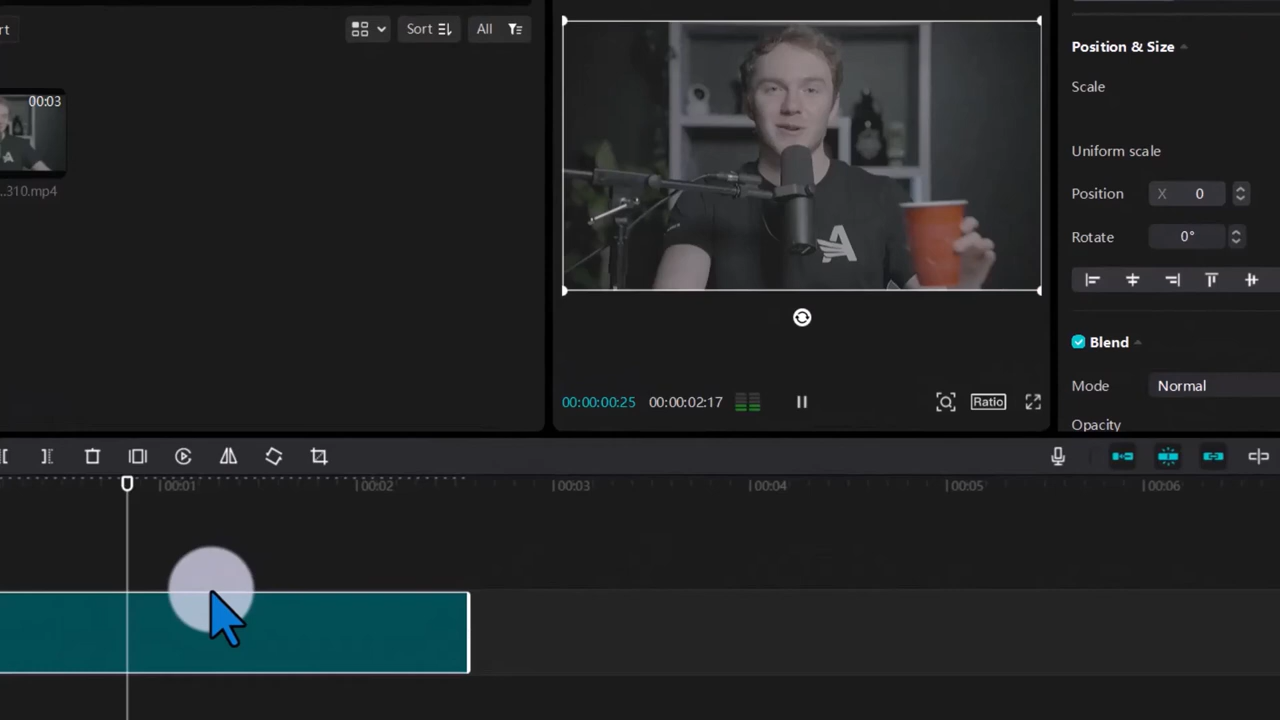 rt
Sort
All
00:03
...310.mp4
Position & Size
Scale
Uniform scale
Position X 0
Rotate 0°
Blend
Mode Normal
Opacity
00:00:00:25 00:00:02:17
Ratio
00:01 00:02 00:03 00:04 00:05 00:06